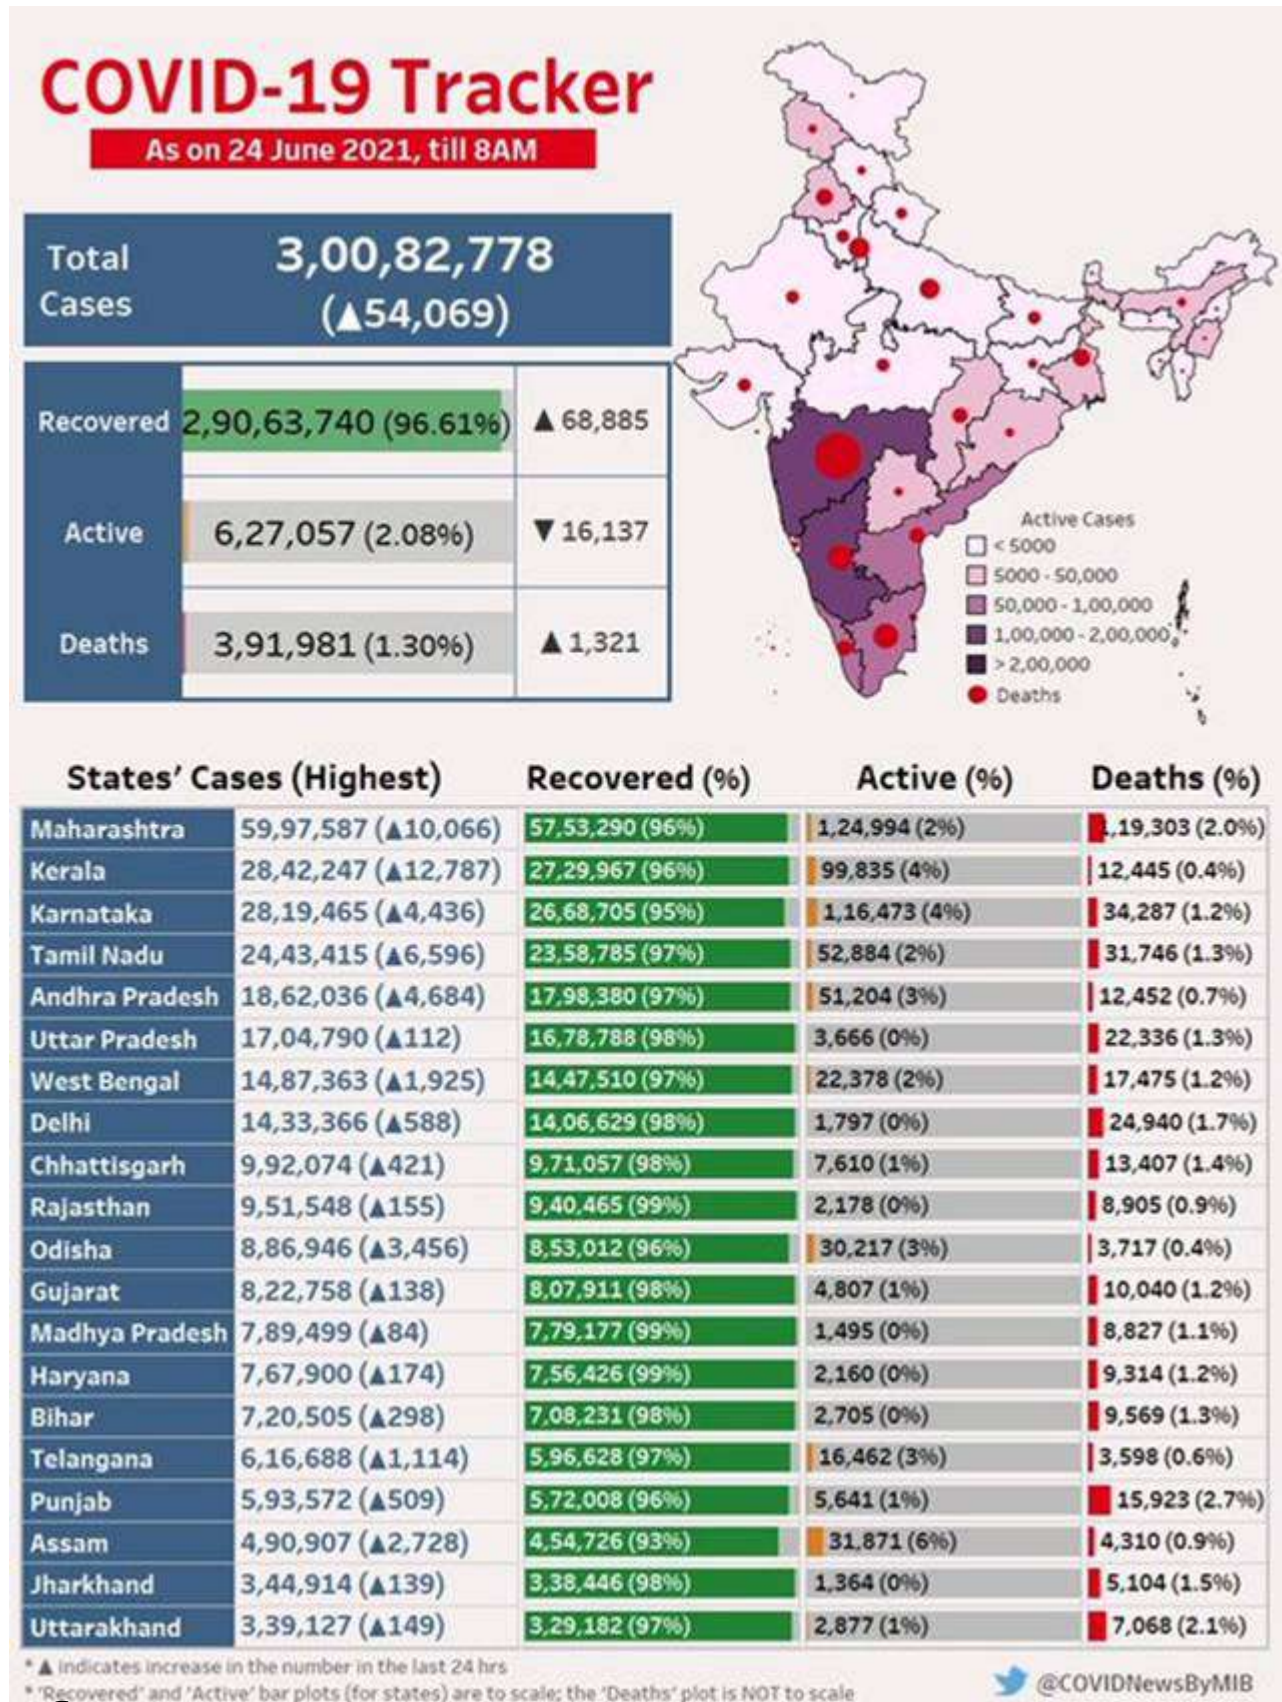 COVID-19 Tracker
As on 24 June 2021, till 8AM
Total Cases
3,00,82,778
(▲54,069)
Recovered 2,90,63,740 (96.61%) ▲ 68,885
Active 6,27,057 (2.08%) ▼ 16,137
Deaths 3,91,981 (1.30%) ▲ 1,321
Active Cases
< 5000
5000 - 50,000
50,000 - 1,00,000
1,00,000 - 2,00,000
> 2,00,000
Deaths
States' Cases (Highest) Recovered (%) Active (%) Deaths (%)
Maharashtra 59,97,587 (▲10,066) 57,53,290 (96%) 1,24,994 (2%) 1,19,303 (2.0%)
Kerala 28,42,247 (▲12,787) 27,29,967 (96%) 99,835 (4%) 12,445 (0.4%)
Karnataka 28,19,465 (▲4,436) 26,68,705 (95%) 1,16,473 (4%) 34,287 (1.2%)
Tamil Nadu 24,43,415 (▲6,596) 23,58,785 (97%) 52,884 (2%) 31,746 (1.3%)
Andhra Pradesh 18,62,036 (▲4,684) 17,98,380 (97%) 51,204 (3%) 12,452 (0.7%)
Uttar Pradesh 17,04,790 (▲112) 16,78,788 (98%) 3,666 (0%) 22,336 (1.3%)
West Bengal 14,87,363 (▲1,925) 14,47,510 (97%) 22,378 (2%) 17,475 (1.2%)
Delhi 14,33,366 (▲588) 14,06,629 (98%) 1,797 (0%) 24,940 (1.7%)
Chhattisgarh 9,92,074 (▲421) 9,71,057 (98%) 7,610 (1%) 13,407 (1.4%)
Rajasthan 9,51,548 (▲155) 9,40,465 (99%) 2,178 (0%) 8,905 (0.9%)
Odisha 8,86,946 (▲3,456) 8,53,012 (96%) 30,217 (3%) 3,717 (0.4%)
Gujarat 8,22,758 (▲138) 8,07,911 (98%) 4,807 (1%) 10,040 (1.2%)
Madhya Pradesh 7,89,499 (▲84) 7,79,177 (99%) 1,495 (0%) 8,827 (1.1%)
Haryana 7,67,900 (▲174) 7,56,426 (99%) 2,160 (0%) 9,314 (1.2%)
Bihar 7,20,505 (▲298) 7,08,231 (98%) 2,705 (0%) 9,569 (1.3%)
Telangana 6,16,688 (▲1,114) 5,96,628 (97%) 16,462 (3%) 3,598 (0.6%)
Punjab 5,93,572 (▲509) 5,72,008 (96%) 5,641 (1%) 15,923 (2.7%)
Assam 4,90,907 (▲2,728) 4,54,726 (93%) 31,871 (6%) 4,310 (0.9%)
Jharkhand 3,44,914 (▲139) 3,38,446 (98%) 1,364 (0%) 5,104 (1.5%)
Uttarakhand 3,39,127 (▲149) 3,29,182 (97%) 2,877 (1%) 7,068 (2.1%)
* ▲ indicates increase in the number in the last 24 hrs
* 'Recovered' and 'Active' bar plots (for states) are to scale; the 'Deaths' plot is NOT to scale
@COVIDNewsByMIB